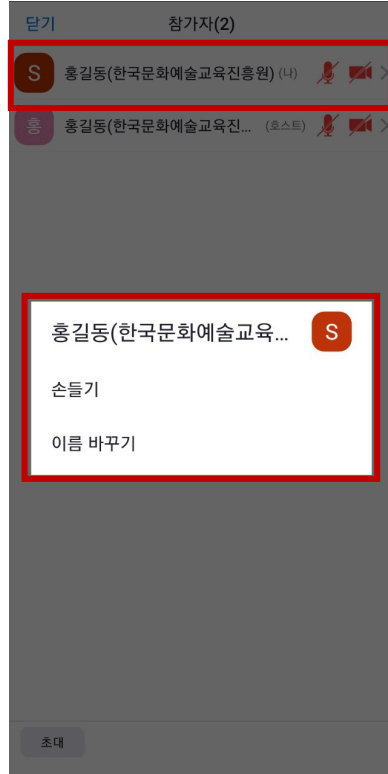 닫기 참가자(2)
S 홍길동(한국문화예술교육진흥원) (나)
홍 홍길동(한국문화예술교육진... (호스트)
홍길동(한국문화예술교육... S
손들기
이름 바꾸기
초대